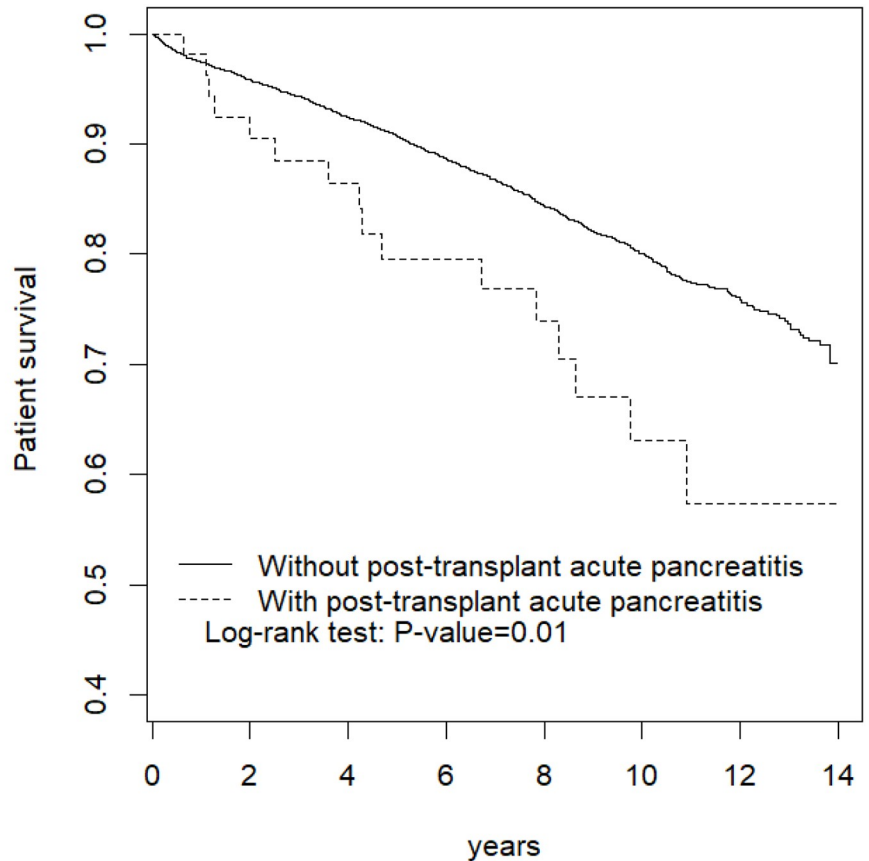 Patient survival
1.0
0.9
0.8
0.7
0.6
0.5
0.4
Without post-transplant acute pancreatitis
With post-transplant acute pancreatitis
Log-rank test: P-value=0.01
0 2 4 6 8 10 12 14
years